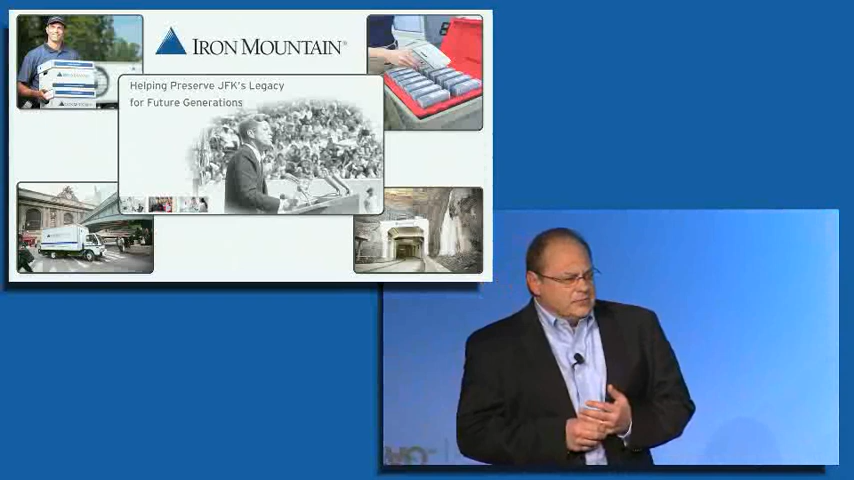 IRON MOUNTAIN®
Helping Preserve JFK's Legacy
for Future Generations